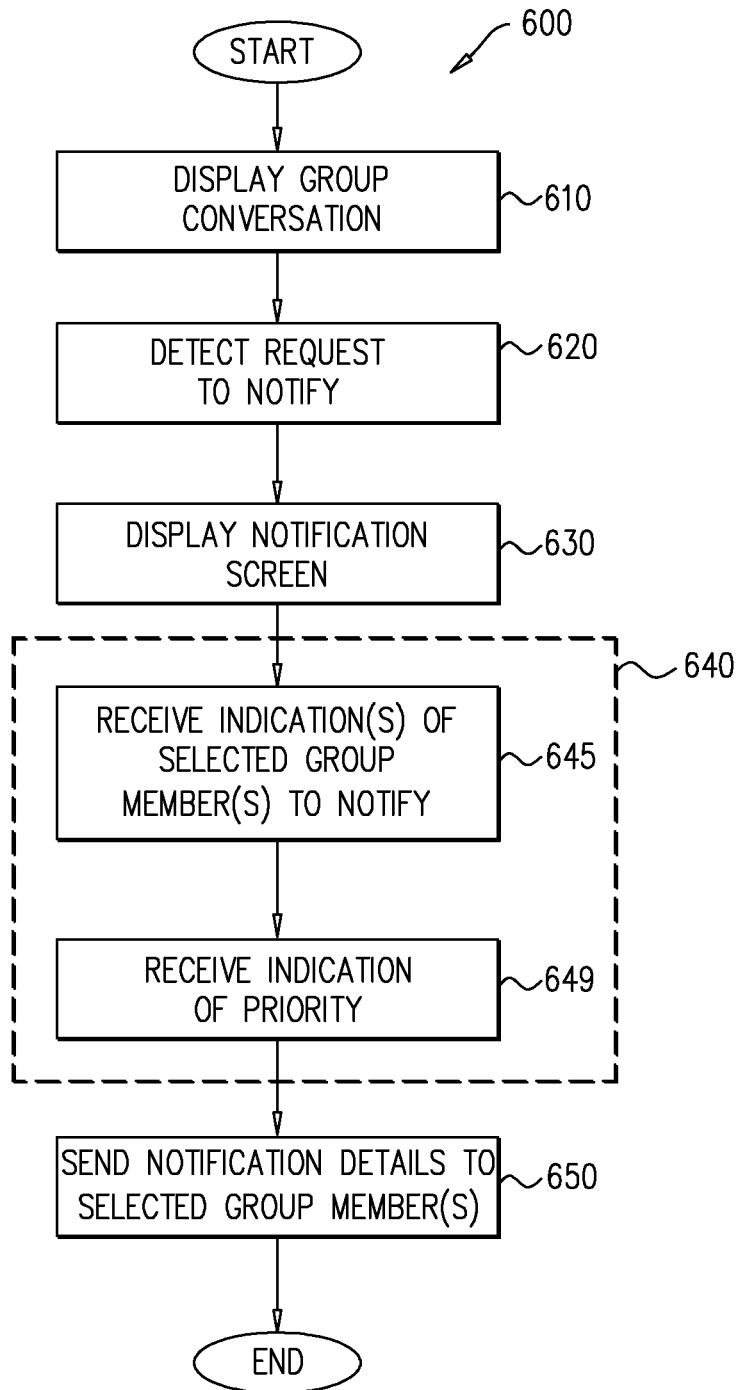 600
START
DISPLAY GROUP
CONVERSATION
610
DETECT REQUEST
TO NOTIFY
620
DISPLAY NOTIFICATION
SCREEN
630
640
RECEIVE INDICATION(S) OF
SELECTED GROUP
MEMBER(S) TO NOTIFY
645
RECEIVE INDICATION
OF PRIORITY
649
SEND NOTIFICATION DETAILS TO
SELECTED GROUP MEMBER(S)
650
END